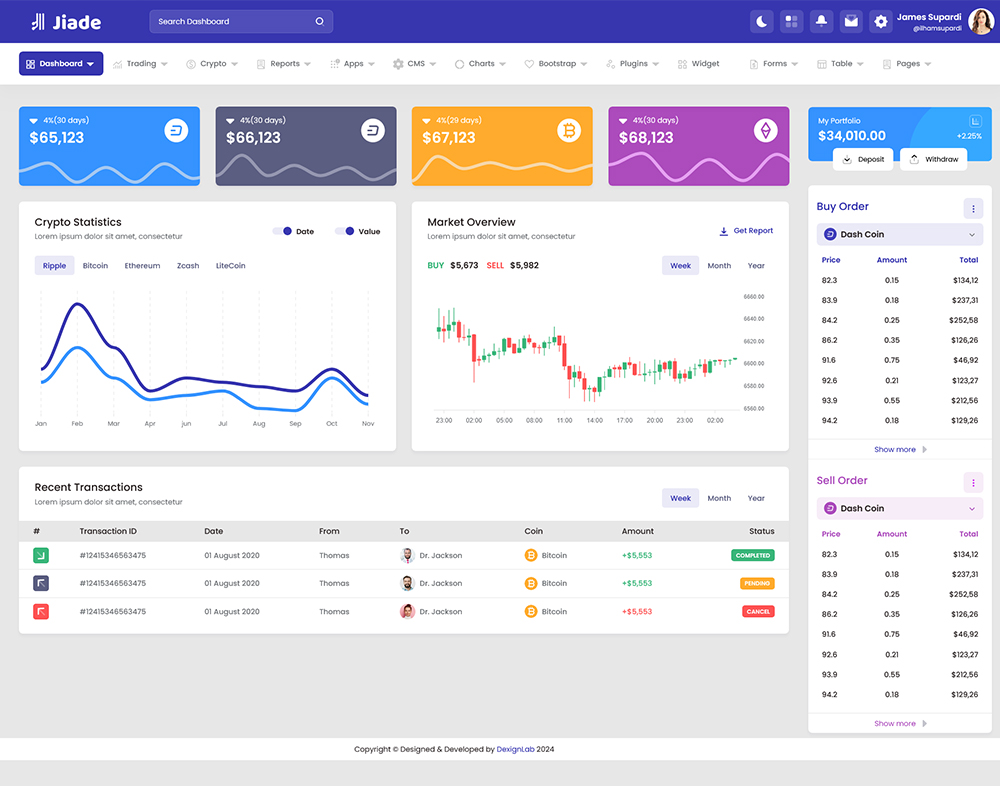 Jiade
Search Dashboard
James Supardi
@ilhamsupardi
Dashboard Trading Crypto Reports Apps CMS Charts Bootstrap Plugins Widget Forms Table Pages
4%(30 days)
$65,123
4%(30 days)
$66,123
4%(29 days)
$67,123
4%(30 days)
$68,123
My Portfolio
$34,010.00
+2.25%
Deposit Withdraw
Crypto Statistics
Lorem ipsum dolor sit amet, consectetur
Date Value
Ripple Bitcoin Ethereum Zcash LiteCoin
Jan Feb Mar Apr jun Jul Aug Sep Oct Nov
Market Overview
Lorem ipsum dolor sit amet, consectetur
Get Report
BUY $5,673 SELL $5,982
Week Month Year
6660.00
6640.00
6620.00
6600.00
6580.00
6560.00
23:00 02:00 05:00 08:00 11:00 14:00 17:00 20:00 23:00 02:00
Recent Transactions
Lorem ipsum dolor sit amet, consectetur
Week Month Year
# Transaction ID Date From To Coin Amount Status
#12415346563475 01 August 2020 Thomas Dr. Jackson Bitcoin +$5,553 COMPLETED
#12415346563475 01 August 2020 Thomas Dr. Jackson Bitcoin +$5,553 PENDING
#12415346563475 01 August 2020 Thomas Dr. Jackson Bitcoin +$5,553 CANCEL
Buy Order
Dash Coin
Price Amount Total
82.3 0.15 $134,12
83.9 0.18 $237,31
84.2 0.25 $252,58
86.2 0.35 $126,26
91.6 0.75 $46,92
92.6 0.21 $123,27
93.9 0.55 $212,56
94.2 0.18 $129,26
Show more
Sell Order
Dash Coin
Price Amount Total
82.3 0.15 $134,12
83.9 0.18 $237,31
84.2 0.25 $252,58
86.2 0.35 $126,26
91.6 0.75 $46,92
92.6 0.21 $123,27
93.9 0.55 $212,56
94.2 0.18 $129,26
Show more
Copyright © Designed & Developed by DexignLab 2024